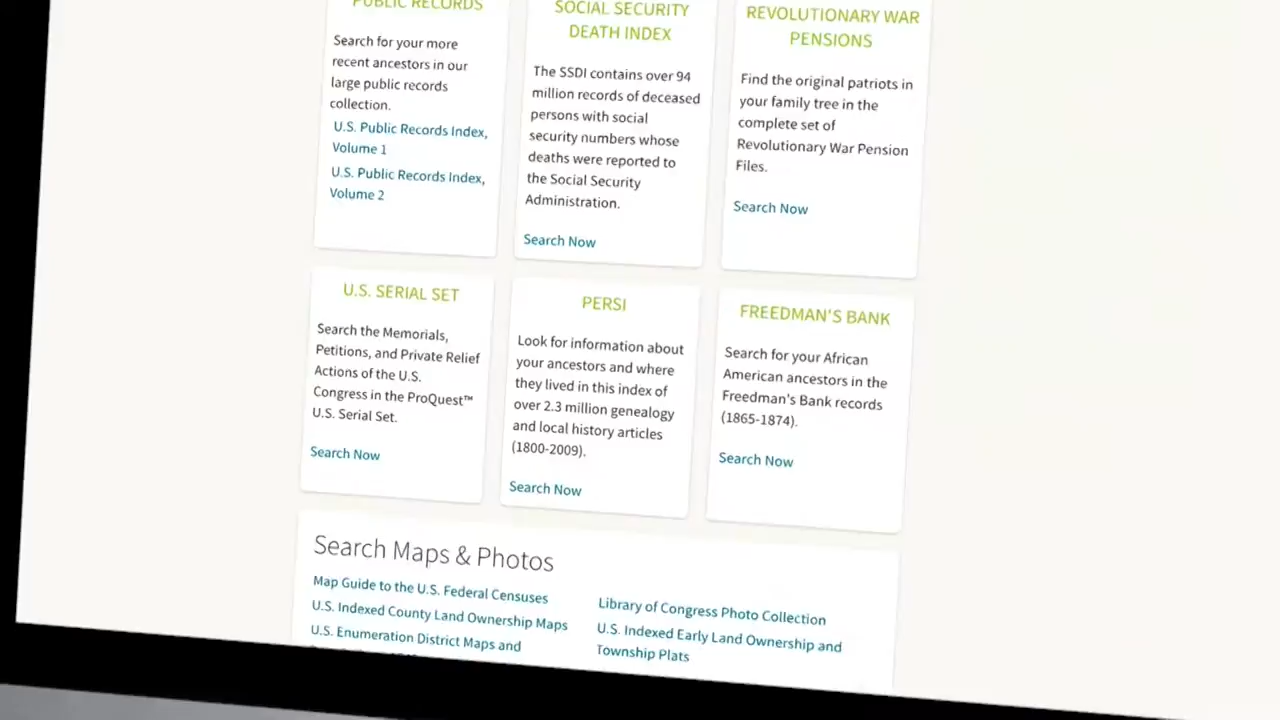 PUBLIC RECORDS
Search for your more
recent ancestors in our
large public records
collection.
U.S. Public Records Index,
Volume 1
U.S. Public Records Index,
Volume 2
SOCIAL SECURITY
DEATH INDEX
The SSDI contains over 94
million records of deceased
persons with social
security numbers whose
deaths were reported to
the Social Security
Administration.
Search Now
REVOLUTIONARY WAR
PENSIONS
Find the original patriots in
your family tree in the
complete set of
Revolutionary War Pension
Files.
Search Now
U.S. SERIAL SET
Search the Memorials,
Petitions, and Private Relief
Actions of the U.S.
Congress in the ProQuest™
U.S. Serial Set.
Search Now
PERSI
Look for information about
your ancestors and where
they lived in this index of
over 2.3 million genealogy
and local history articles
(1800-2009).
Search Now
FREEDMAN'S BANK
Search for your African
American ancestors in the
Freedman's Bank records
(1865-1874).
Search Now
Search Maps & Photos
Map Guide to the U.S. Federal Censuses
U.S. Indexed County Land Ownership Maps
U.S. Enumeration District Maps and
Library of Congress Photo Collection
U.S. Indexed Early Land Ownership and
Township Plats